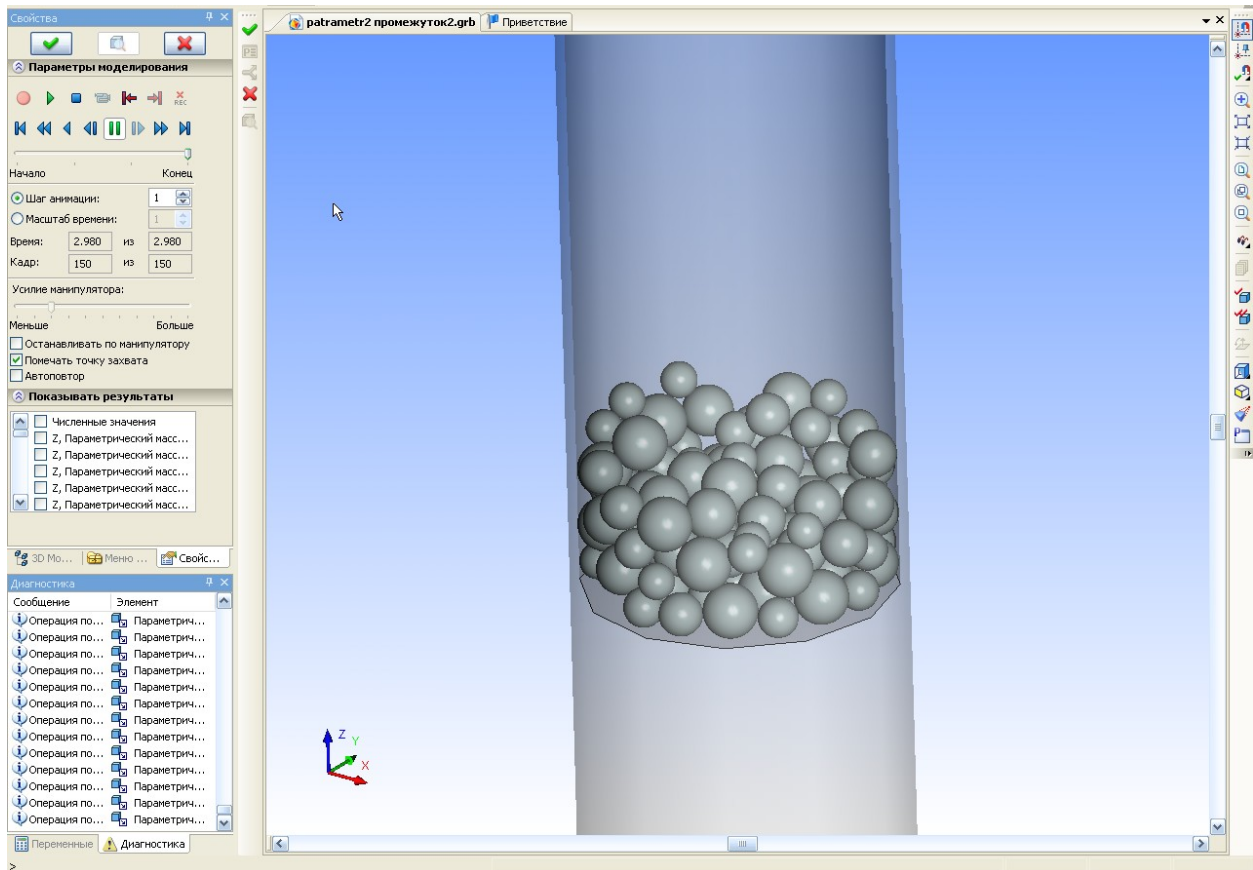 Свойства
patrametr2 промежуток2.grb Приветствие
Параметры моделирования
REC
Начало Конец
Шаг анимации: 1
Масштаб времени: 1
Время: 2.980 из 2.980
Кадр: 150 из 150
Усилие манипулятора:
Меньше Больше
Останавливать по манипулятору
Помечать точку захвата
Автоповтор
Показывать результаты
Численные значения
Z, Параметрический масс...
Z, Параметрический масс...
Z, Параметрический масс...
Z, Параметрический масс...
Z, Параметрический масс...
3D Мо... Меню ... Свойс...
Диагностика
Сообщение Элемент
Операция по... Параметрич...
Операция по... Параметрич...
Операция по... Параметрич...
Операция по... Параметрич...
Операция по... Параметрич...
Операция по... Параметрич...
Операция по... Параметрич...
Операция по... Параметрич...
Операция по... Параметрич...
Операция по... Параметрич...
Операция по... Параметрич...
Операция по... Параметрич...
Операция по... Параметрич...
Z
Y
X
Переменные Диагностика
>